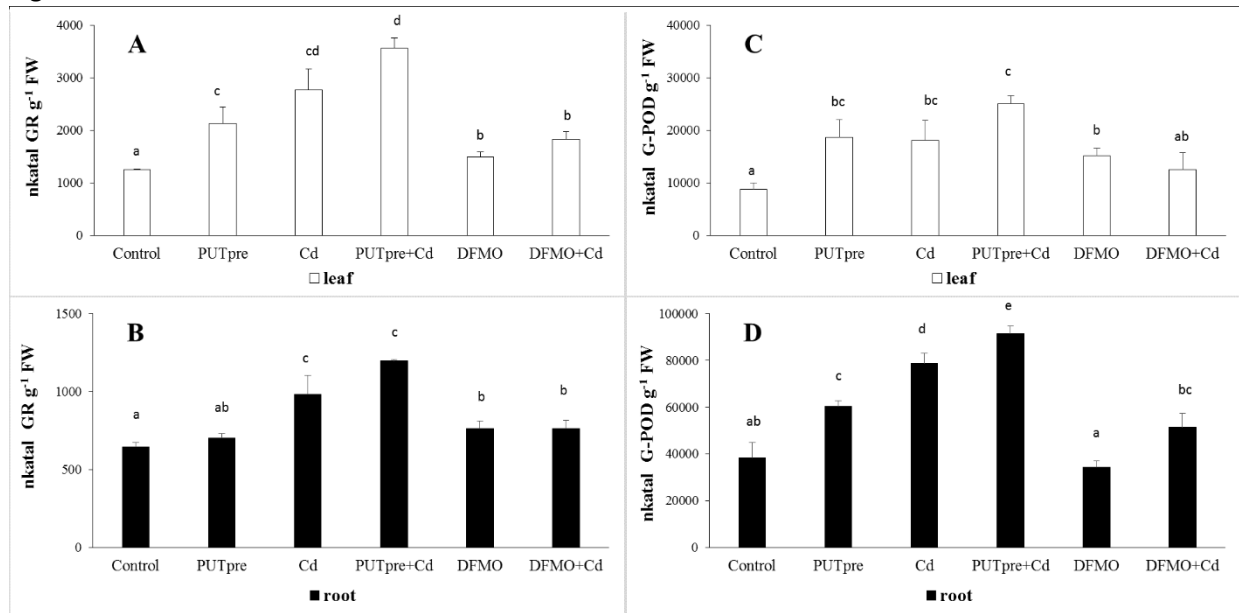 A
nkatal GR g-1 FW
4000
3000
2000
1000
0
a
c
cd
d
b
b
Control PUTpre Cd PUTpre+Cd DFMO DFMO+Cd
leaf
C
nkatal G-POD g-1 FW
40000
30000
20000
10000
0
a
bc
bc
c
b
ab
Control PUTpre Cd PUTpre+Cd DFMO DFMO+Cd
leaf
B
nkatal GR g-1 FW
1500
1000
500
0
a
ab
c
c
b
b
Control PUTpre Cd PUTpre+Cd DFMO DFMO+Cd
root
D
nkatal G-POD g-1 FW
100000
80000
60000
40000
20000
0
ab
c
d
e
a
bc
Control PUTpre Cd PUTpre+Cd DFMO DFMO+Cd
root